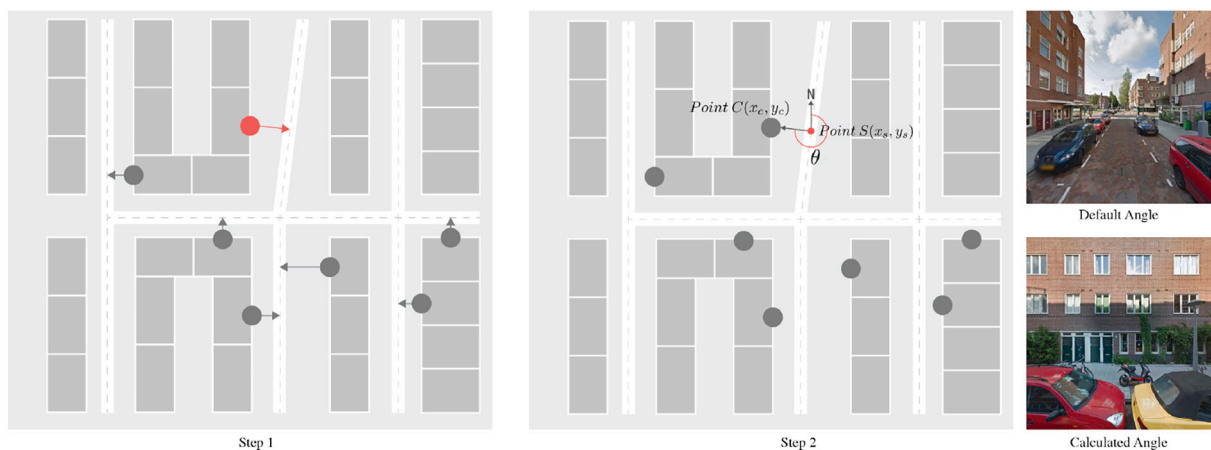 N
Point C(x_c, y_c)
Point S(x_s, y_s)
θ
Default Angle
Step 1
Step 2
Calculated Angle